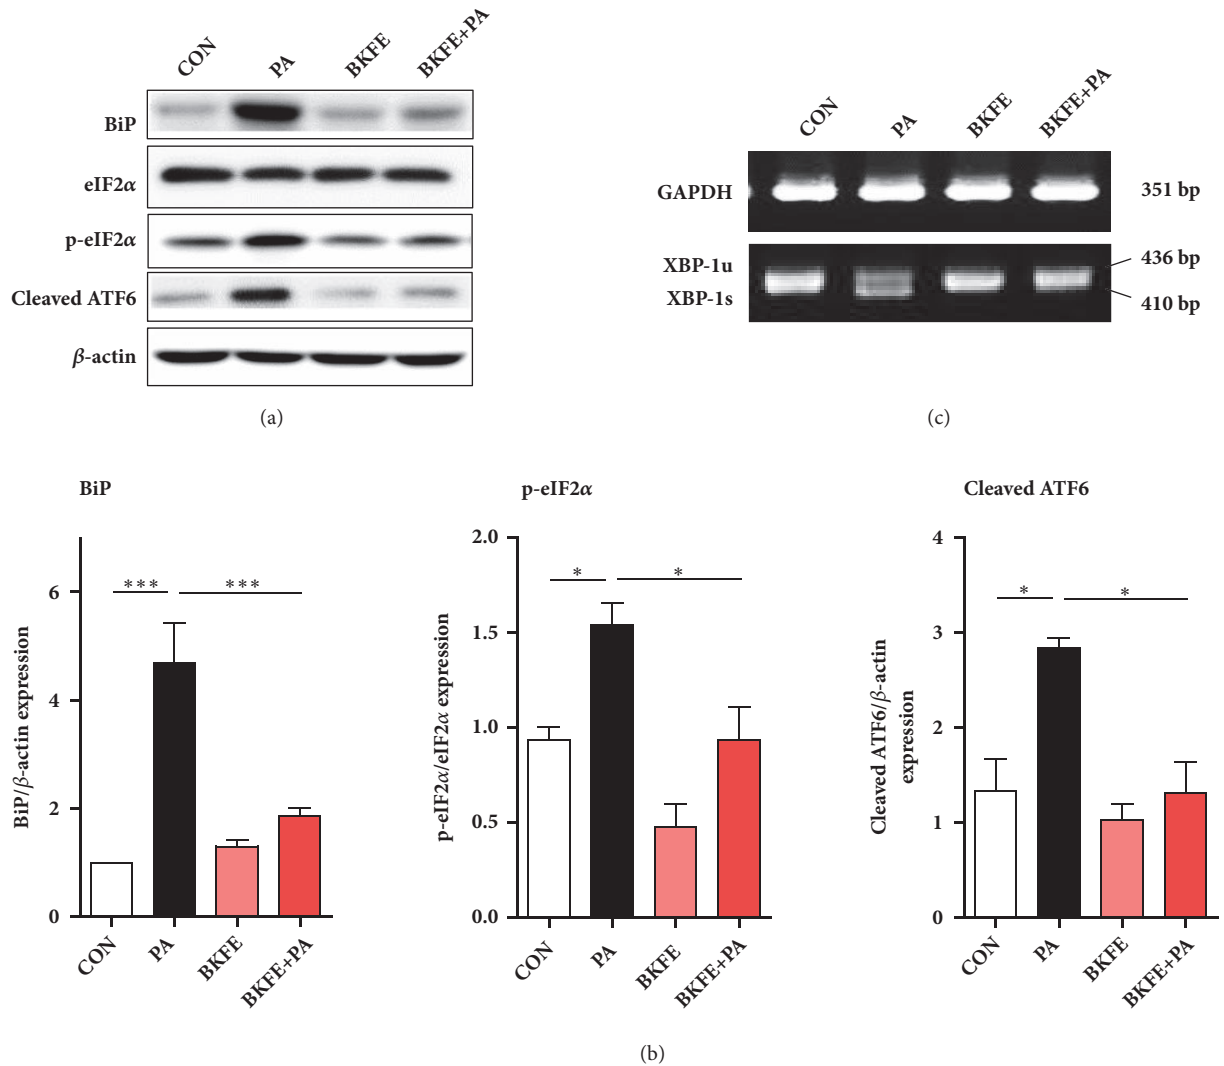 CON PA BKFE BKFE+PA
BiP
eIF2α
p-eIF2α
Cleaved ATF6
β-actin
(a)
CON PA BKFE BKFE+PA
GAPDH 351 bp
XBP-1u 436 bp
XBP-1s 410 bp
(c)
BiP
BiP/β-actin expression
6
4
2
0
*** ***
CON PA BKFE BKFE+PA
p-eIF2α
p-eIF2α/eIF2α expression
2.0
1.5
1.0
0.5
0.0
* *
CON PA BKFE BKFE+PA
Cleaved ATF6
Cleaved ATF6/β-actin
expression
4
3
2
1
0
* *
CON PA BKFE BKFE+PA
(b)